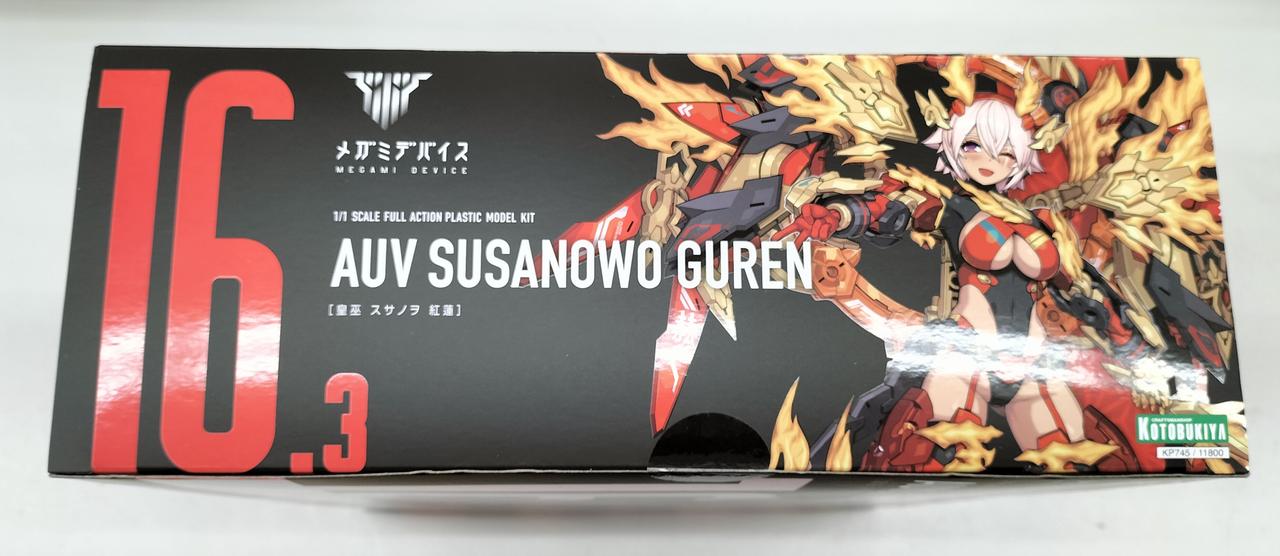 16.3
メガミデバイス
MEGAMI DEVICE
1/1 SCALE FULL ACTION PLASTIC MODEL KIT
AUV SUSANOWO GUREN
[皇巫 スサノヲ 紅蓮]
CRAFTSMANSHIP
KOTOBUKIYA
KP745 / 11800